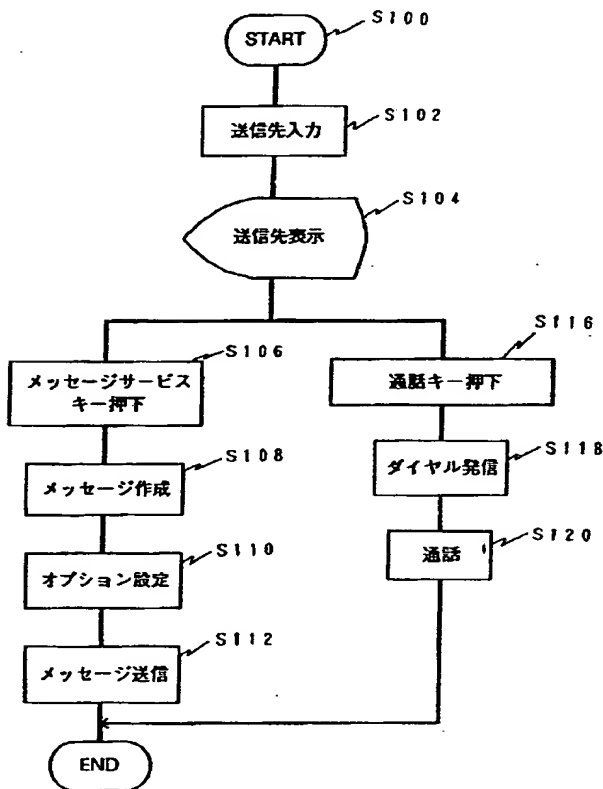 START
S100
送信先入力
S102
送信先表示
S104
メッセージサービス
キー押下
S106
メッセージ作成
S108
オプション設定
S110
メッセージ送信
S112
通話キー押下
S116
ダイヤル発信
S118
通話
S120
END